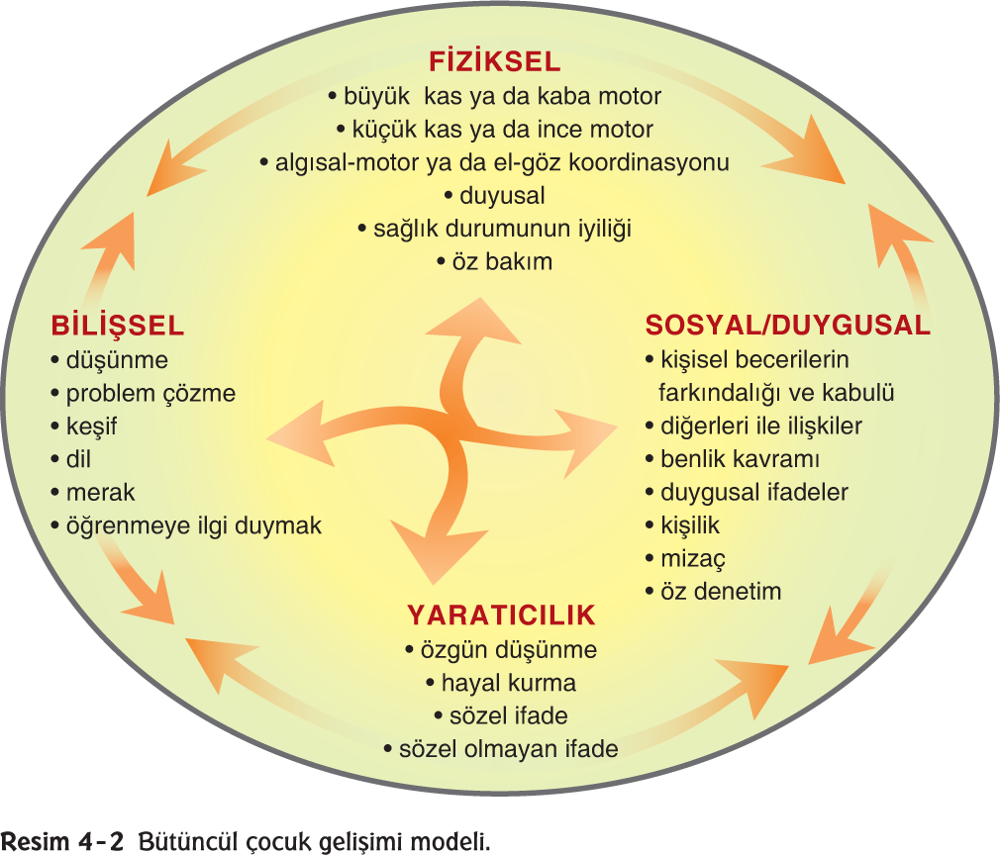 FİZİKSEL
• büyük kas ya da kaba motor
• küçük kas ya da ince motor
• algısal-motor ya da el-göz koordinasyonu
• duyusal
• sağlık durumunun iyiliği
• öz bakım
BİLİŞSEL
• düşünme
• problem çözme
• keşif
• dil
• merak
• öğrenmeye ilgi duymak
SOSYAL/DUYGUSAL
• kişisel becerilerin
farkındalığı ve kabulü
• diğerleri ile ilişkiler
• benlik kavramı
• duygusal ifadeler
• kişilik
• mizaç
• öz denetim
YARATICILIK
• özgün düşünme
• hayal kurma
• sözel ifade
• sözel olmayan ifade
Resim 4-2 Bütüncül çocuk gelişimi modeli.